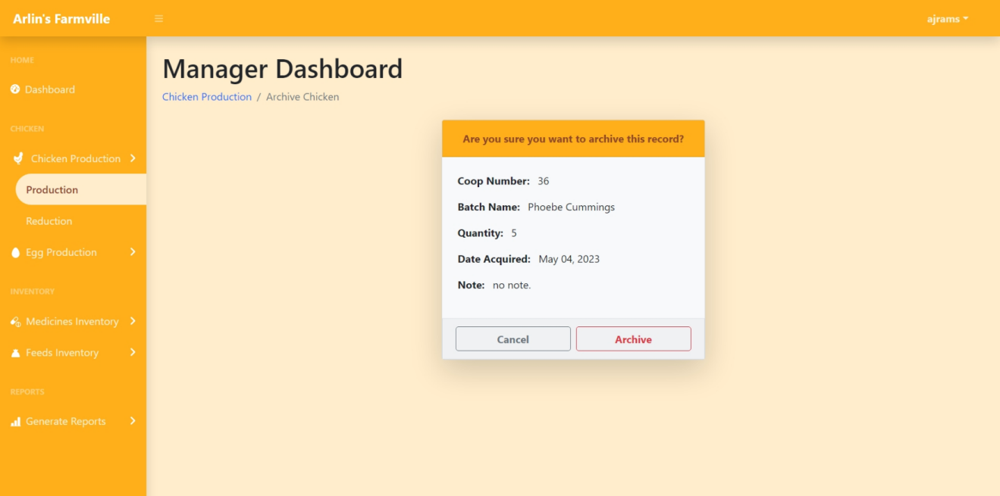 Arlin's Farmville
ajrams
HOME
Dashboard
CHICKEN
Chicken Production
Production
Reduction
Egg Production
INVENTORY
Medicines Inventory
Feeds Inventory
REPORTS
Generate Reports
Manager Dashboard
Chicken Production / Archive Chicken
Are you sure you want to archive this record?
Coop Number: 36
Batch Name: Phoebe Cummings
Quantity: 5
Date Acquired: May 04, 2023
Note: no note.
Cancel Archive